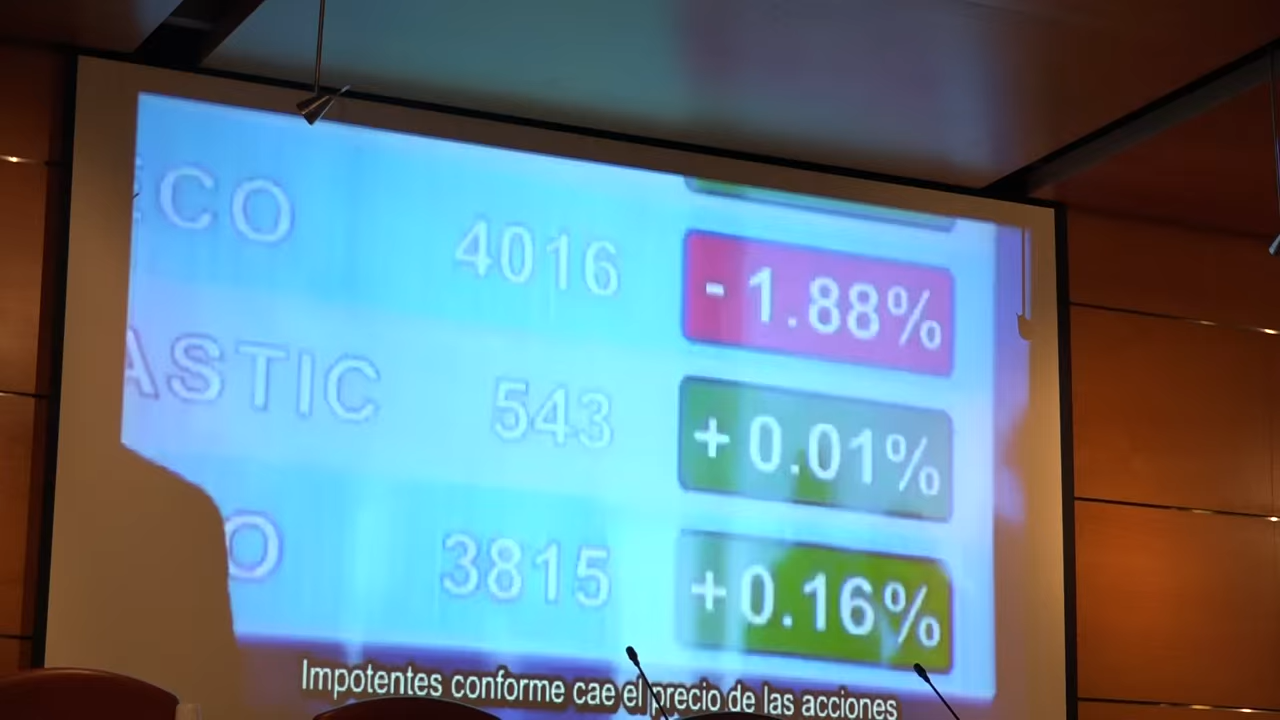 ECO 4016 - 1.88%
ASTIC 543 + 0.01%
O 3815 + 0.16%
Impotentes conforme cae el precio de las acciones